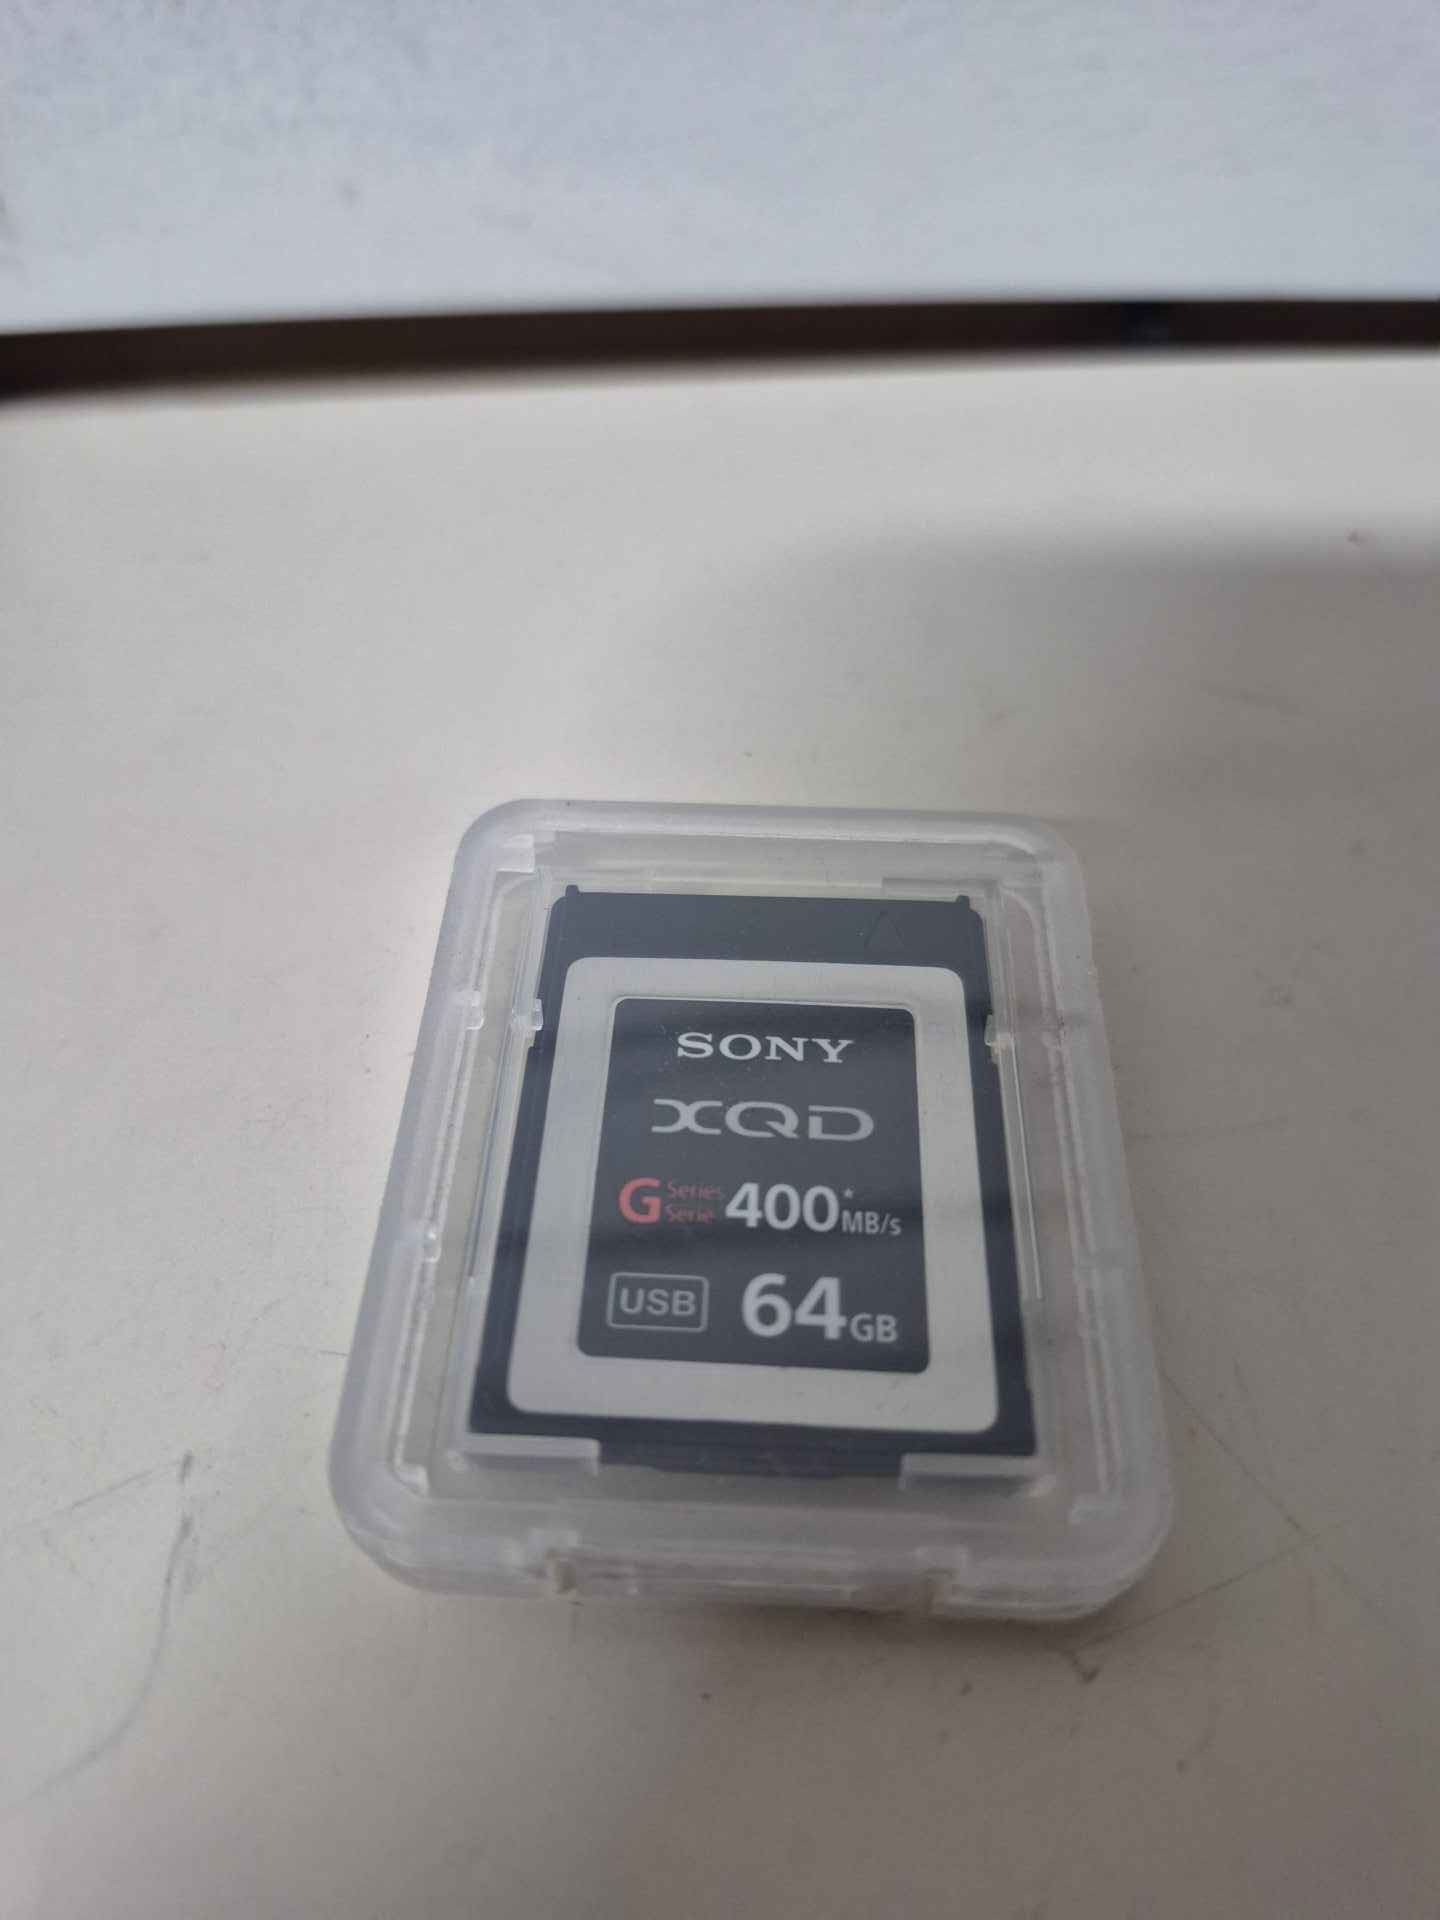 SONY
XQD
G Series Serie 400* MB/s
USB 64GB